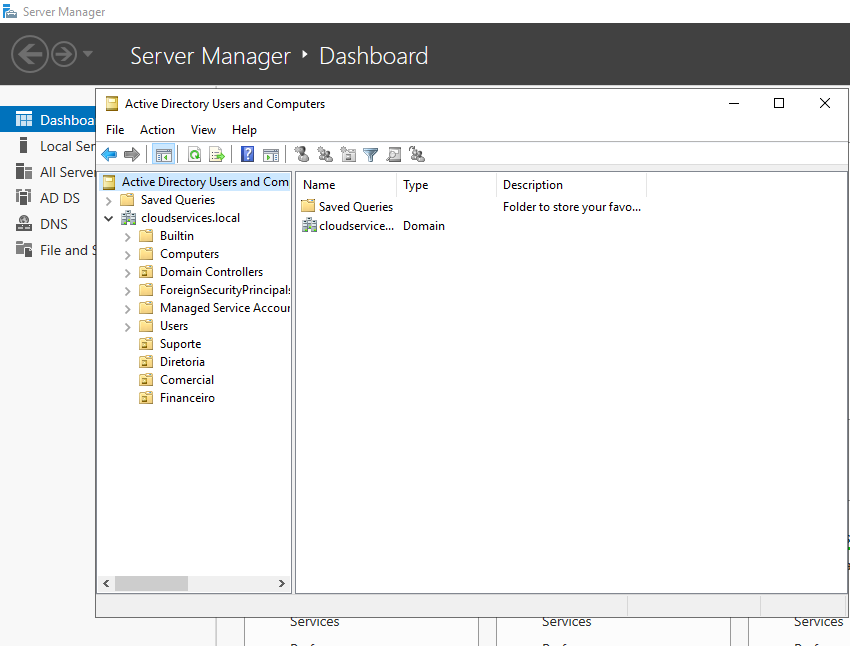 Server Manager
Server Manager • Dashboard
Dashboa
Local Ser
All Server
AD DS
DNS
File and S
Active Directory Users and Computers
File Action View Help
Active Directory Users and Com
Saved Queries
cloudservices.local
Builtin
Computers
Domain Controllers
ForeignSecurityPrincipals
Managed Service Accour
Users
Suporte
Diretoria
Comercial
Financeiro
Name Type Description
Saved Queries Folder to store your favo...
cloudservice... Domain
Services Services Services